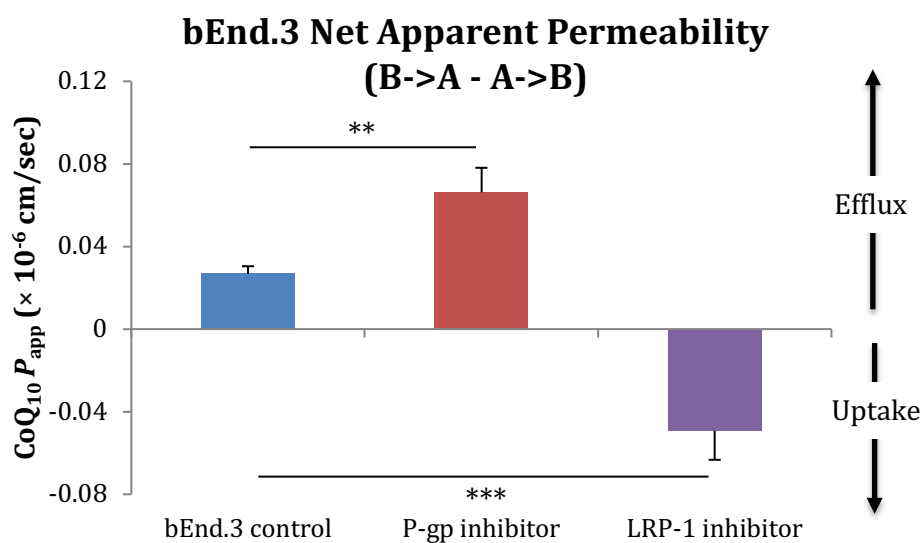 bEnd.3 Net Apparent Permeability
(B->A - A->B)
CoQ₁₀ Pₐₚₚ (× 10⁻⁶ cm/sec)
0.12
0.08
0.04
0
-0.04
-0.08
**
***
bEnd.3 control
P-gp inhibitor
LRP-1 inhibitor
Efflux
Uptake